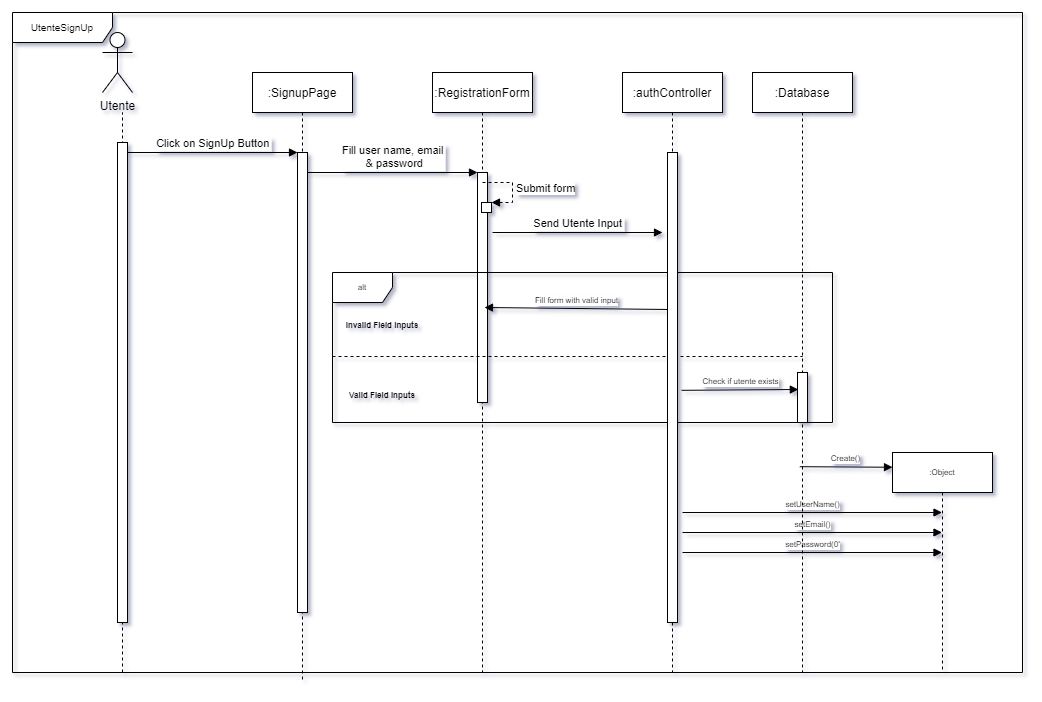 UtenteSignUp
Utente
:SignupPage
:RegistrationForm
:authController
:Database
Click on SignUp Button
Fill user name, email
& password
Submit form
Send Utente Input
alt
Fill form with valid input
Invalid Field Inputs
Check if utente exists
Valid Field Inputs
Create()
:Object
setUserName()
setEmail()
setPassword(0'